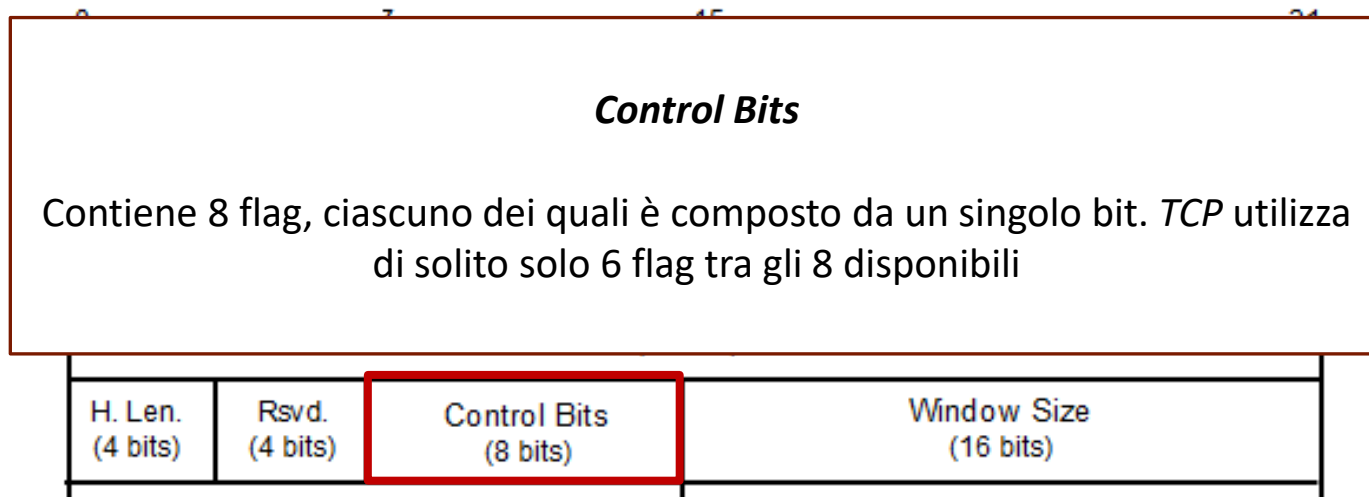 Control Bits
Contiene 8 flag, ciascuno dei quali è composto da un singolo bit. TCP utilizza
di solito solo 6 flag tra gli 8 disponibili
H. Len. Rsvd. Control Bits Window Size
(4 bits) (4 bits) (8 bits) (16 bits)